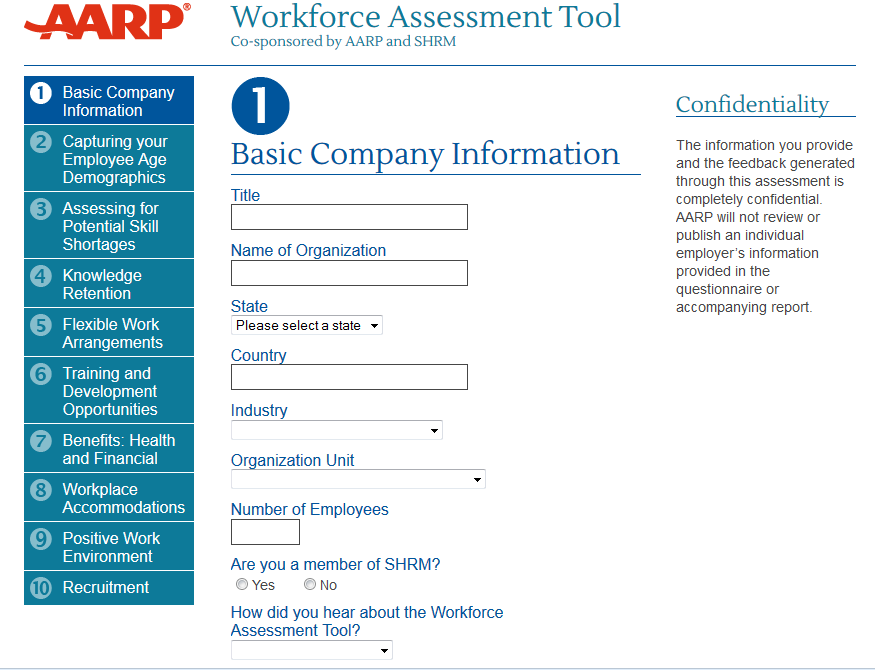 AARP®
Workforce Assessment Tool
Co-sponsored by AARP and SHRM
1 Basic Company
Information
2 Capturing your
Employee Age
Demographics
3 Assessing for
Potential Skill
Shortages
4 Knowledge
Retention
5 Flexible Work
Arrangements
6 Training and
Development
Opportunities
7 Benefits: Health
and Financial
8 Workplace
Accommodations
9 Positive Work
Environment
10 Recruitment
1
Basic Company Information
Title
Name of Organization
State
Please select a state
Country
Industry
Organization Unit
Number of Employees
Are you a member of SHRM?
Yes No
How did you hear about the Workforce
Assessment Tool?
Confidentiality
The information you provide
and the feedback generated
through this assessment is
completely confidential.
AARP will not review or
publish an individual
employer's information
provided in the
questionnaire or
accompanying report.